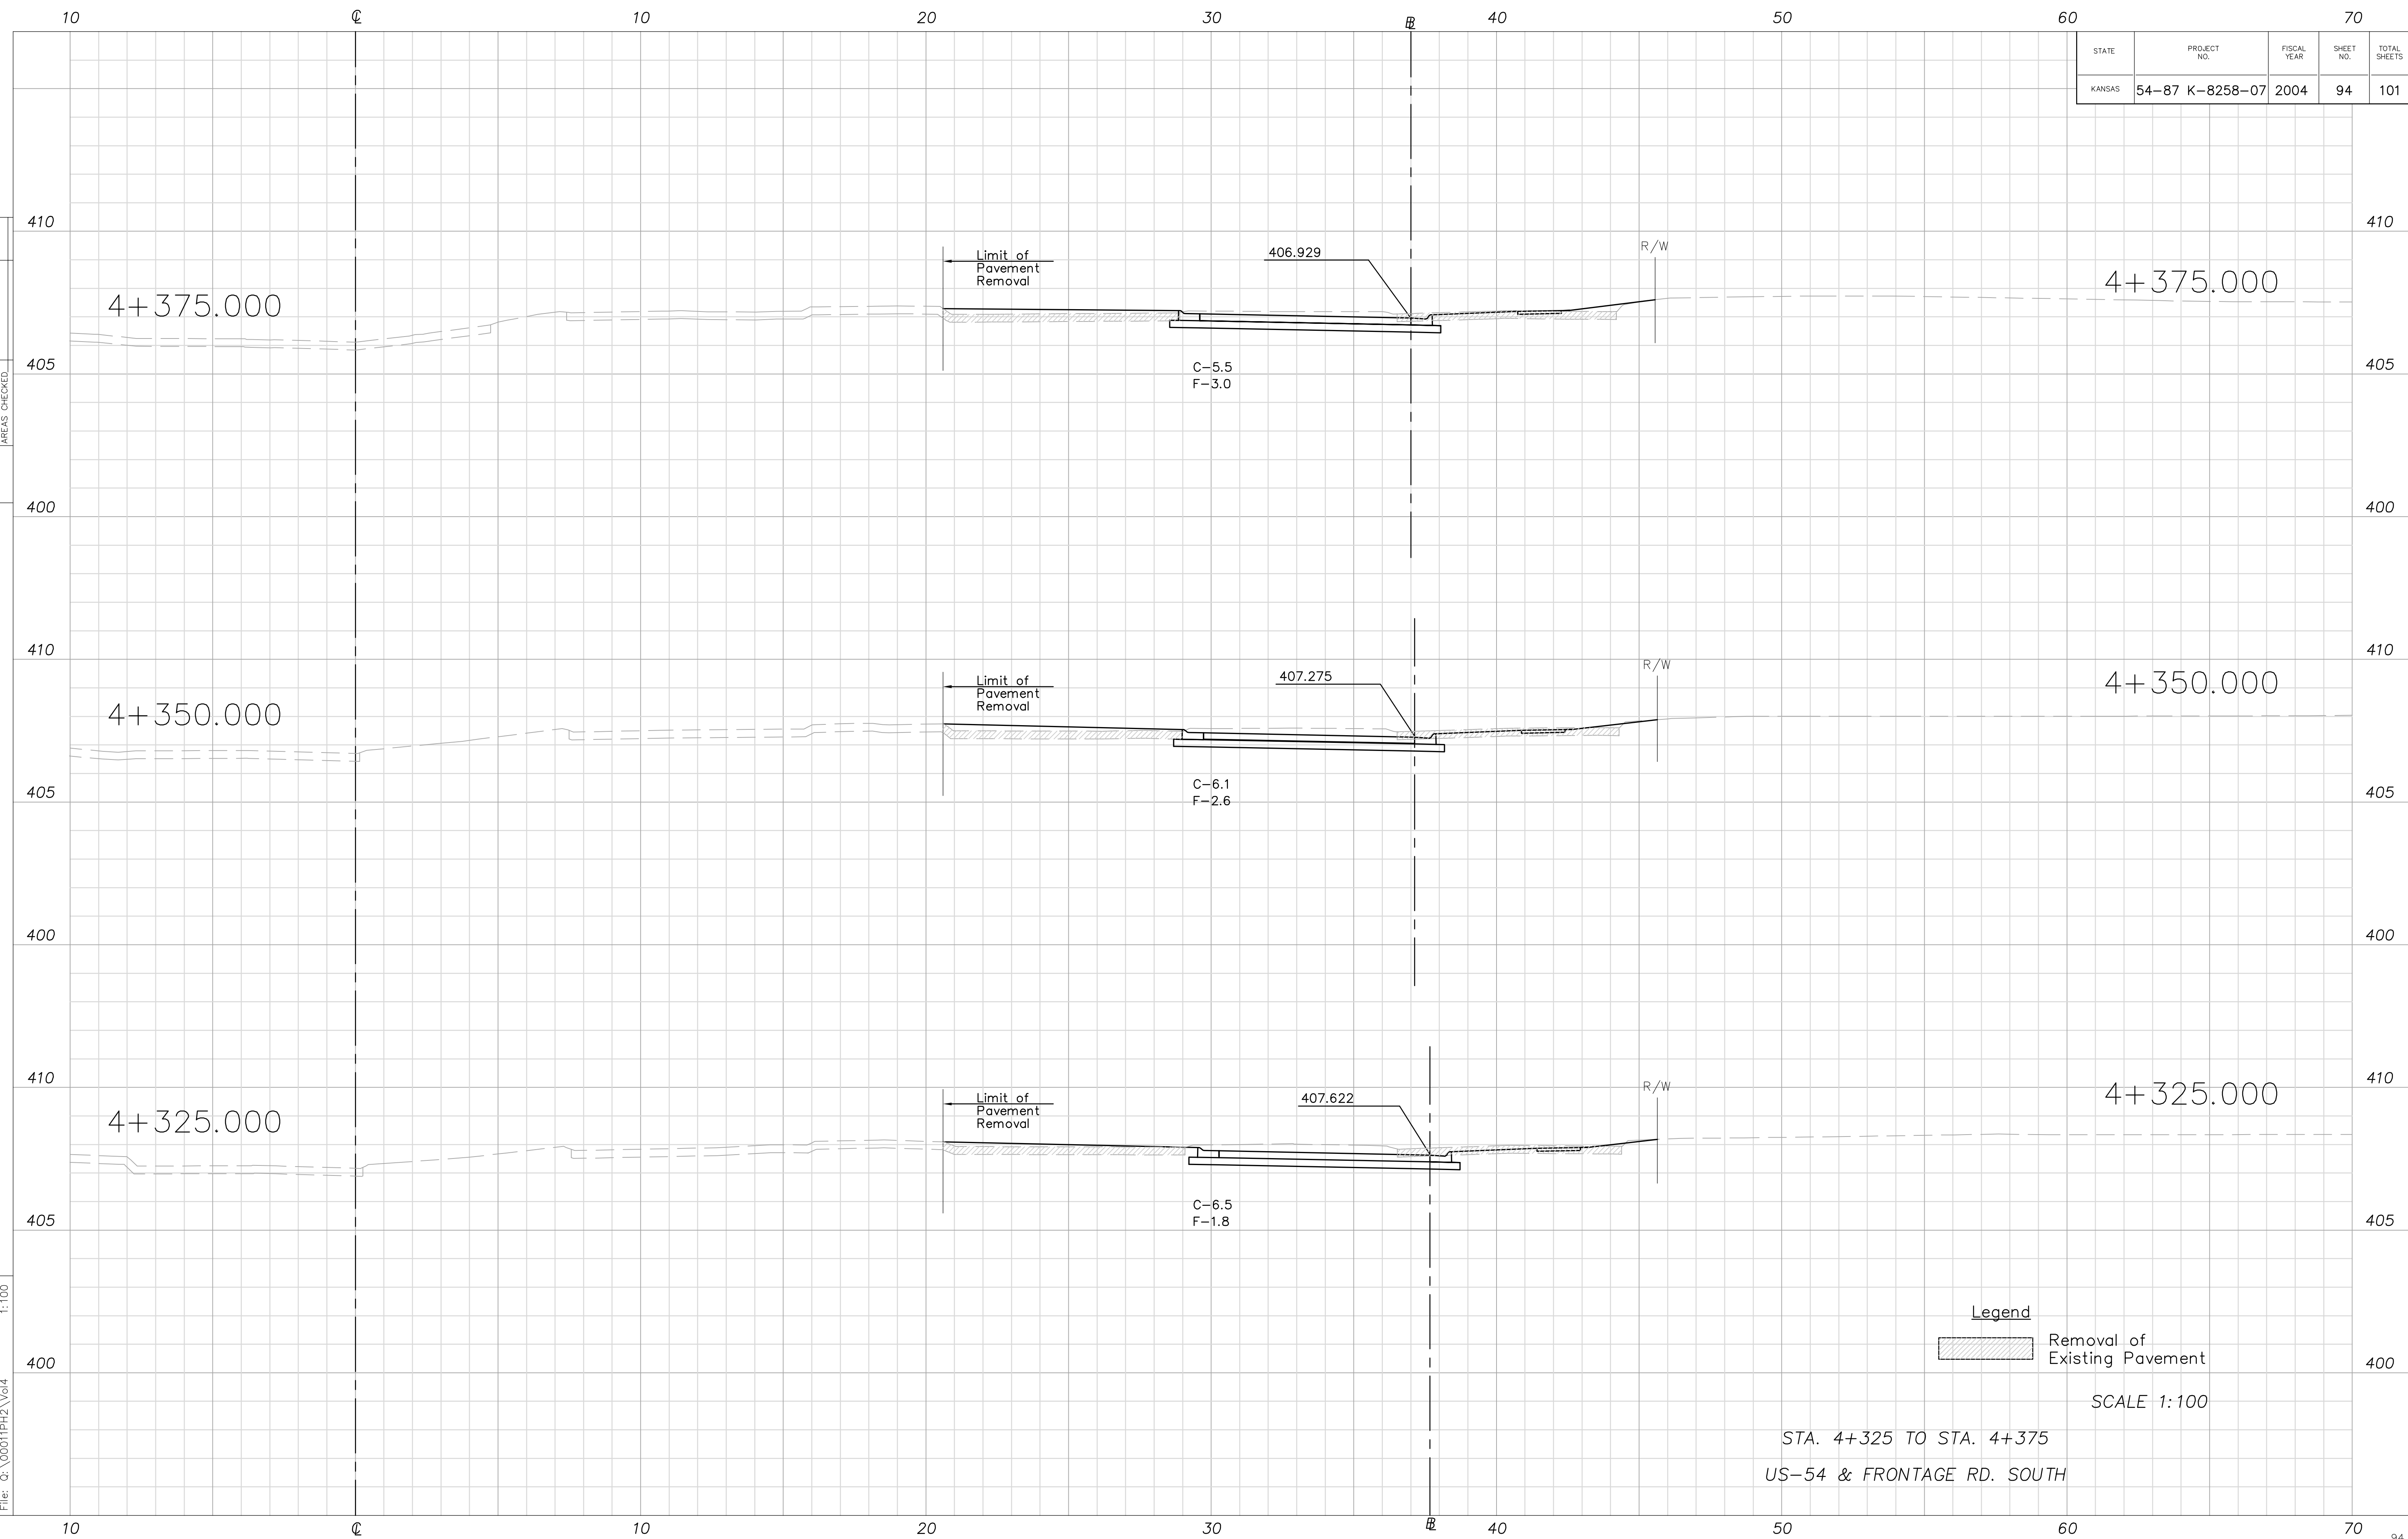 10 ℄ 10 20 30 BL 40 50 60 70
STATE PROJECT NO. FISCAL YEAR SHEET NO. TOTAL SHEETS
KANSAS 54-87 K-8258-07 2004 94 101
410 410
Limit of
Pavement
Removal
406.929
R/W
4+375.000 4+375.000
405 405
C-5.5
F-3.0
AREAS CHECKED
400 400
410 410
Limit of
Pavement
Removal
407.275
R/W
4+350.000 4+350.000
405 405
C-6.1
F-2.6
400 400
410 410
Limit of
Pavement
Removal
407.622
R/W
4+325.000 4+325.000
405 405
C-6.5
F-1.8
1:100
Legend
Removal of
Existing Pavement
400 400
SCALE 1:100
STA. 4+325 TO STA. 4+375
US-54 & FRONTAGE RD. SOUTH
File: Q:\00011PH2\Vol4
10 ℄ 10 20 30 BL 40 50 60 70
94